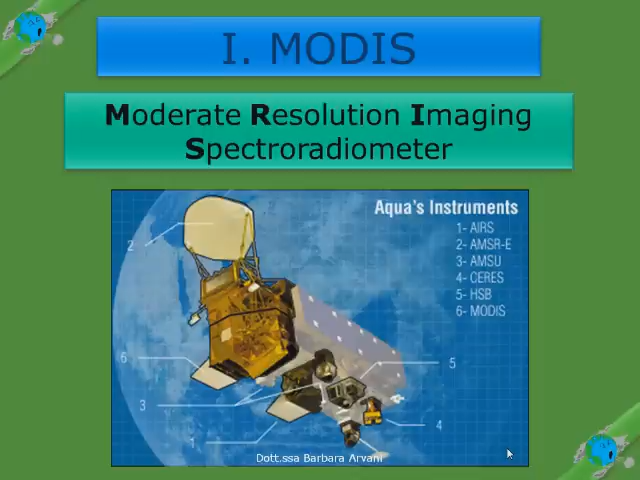 I. MODIS
Moderate Resolution Imaging
Spectroradiometer
Aqua's Instruments
1- AIRS
2- AMSR-E
3- AMSU
4- CERES
5- HSB
6- MODIS
2
6
5
3
4
1
Dott.ssa Barbara Arvani